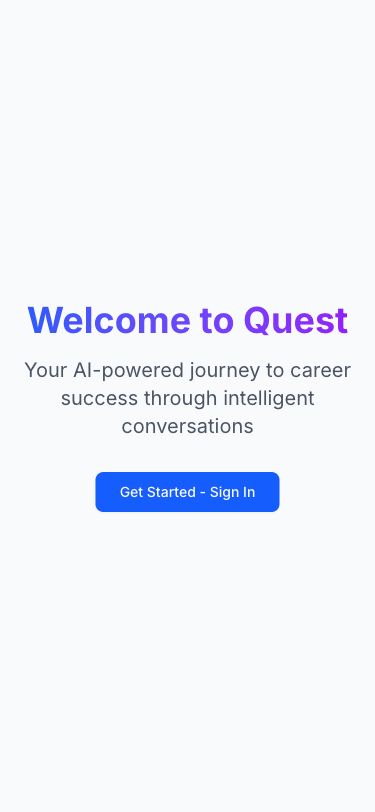 Welcome to Quest
Your AI-powered journey to career
success through intelligent
conversations
Get Started - Sign In